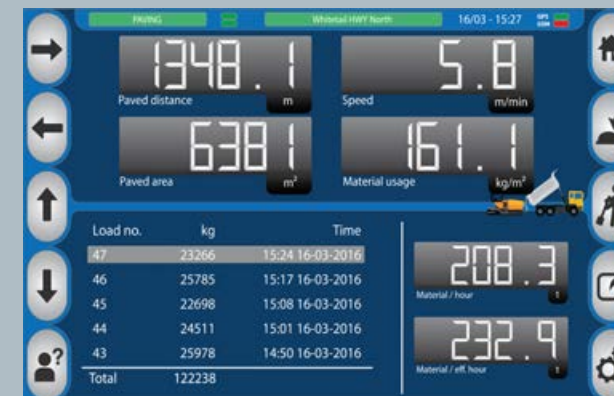 PAVING Whitetail HWY North 16/03 - 15:27 GPS GSM
1348.1 5.8
Paved distance m Speed m/min
6381 161.1
Paved area m² Material usage kg/m²
Load no. kg Time
47 23266 15:24 16-03-2016
46 25785 15:17 16-03-2016
45 22698 15:08 16-03-2016
44 24511 15:01 16-03-2016
43 25978 14:50 16-03-2016
Total 122238
208.3
Material / hour t
232.9
Material / eff. hour t
?